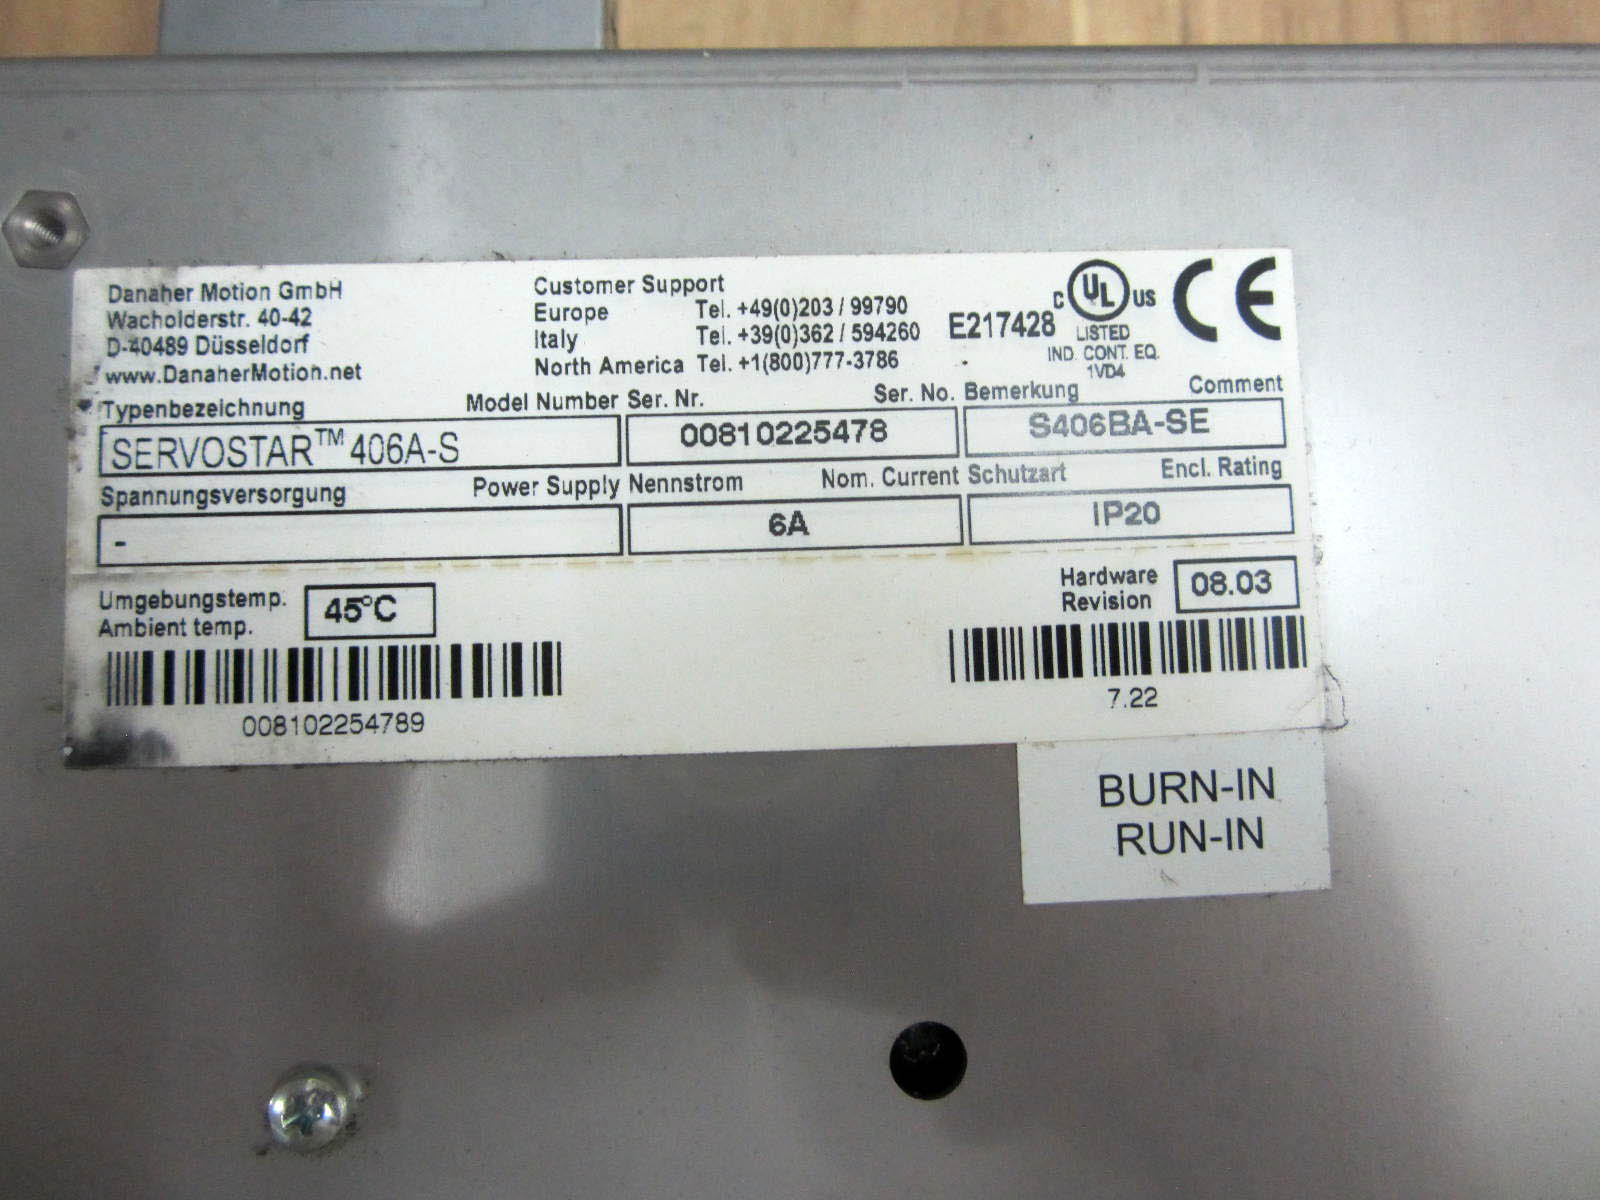 Danaher Motion GmbH
Wacholderstr. 40-42
D-40489 Düsseldorf
www.DanaherMotion.net
Customer Support
Europe Tel. +49(0)203 / 99790
Italy Tel. +39(0)362 / 594260
North America Tel. +1(800)777-3786
E217428
C UL US
LISTED
IND. CONT. EQ.
1VD4
CE
Typenbezeichnung Model Number Ser. Nr. Ser. No. Bemerkung Comment
SERVOSTAR™ 406A-S 00810225478 S406BA-SE
Spannungsversorgung Power Supply Nennstrom Nom. Current Schutzart Encl. Rating
- 6A IP20
Umgebungstemp.
Ambient temp.
45°C
Hardware
Revision
08.03
008102254789
7.22
BURN-IN
RUN-IN